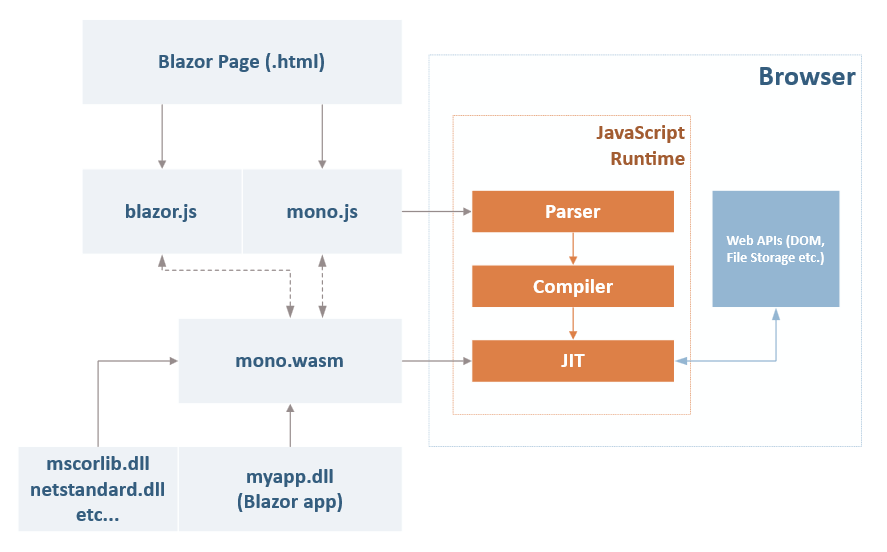 Blazor Page (.html)
Browser
JavaScript
Runtime
blazor.js
mono.js
Parser
Web APIs (DOM,
File Storage etc.)
Compiler
mono.wasm
JIT
mscorlib.dll
netstandard.dll
etc...
myapp.dll
(Blazor app)